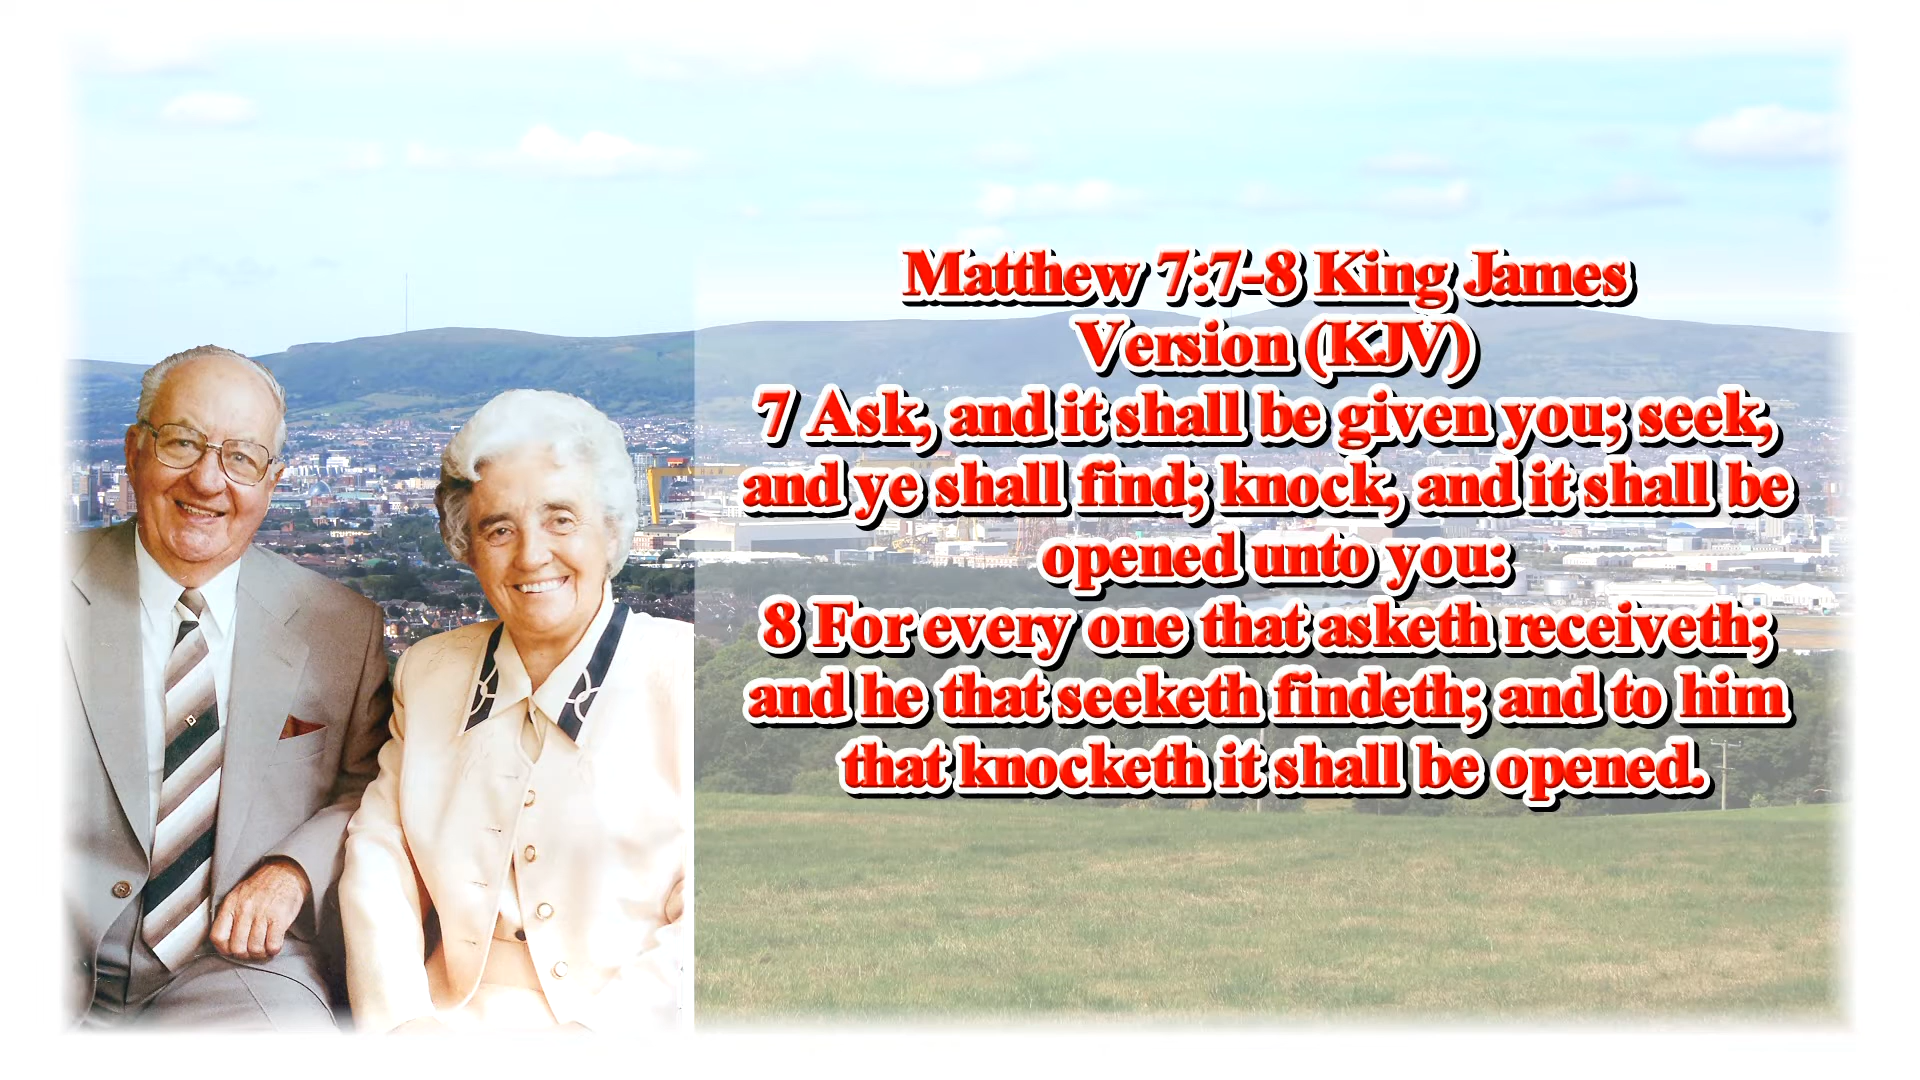 Matthew 7:7-8 King James
Version (KJV)
7 Ask, and it shall be given you; seek,
and ye shall find; knock, and it shall be
opened unto you:
8 For every one that asketh receiveth;
and he that seeketh findeth; and to him
that knocketh it shall be opened.